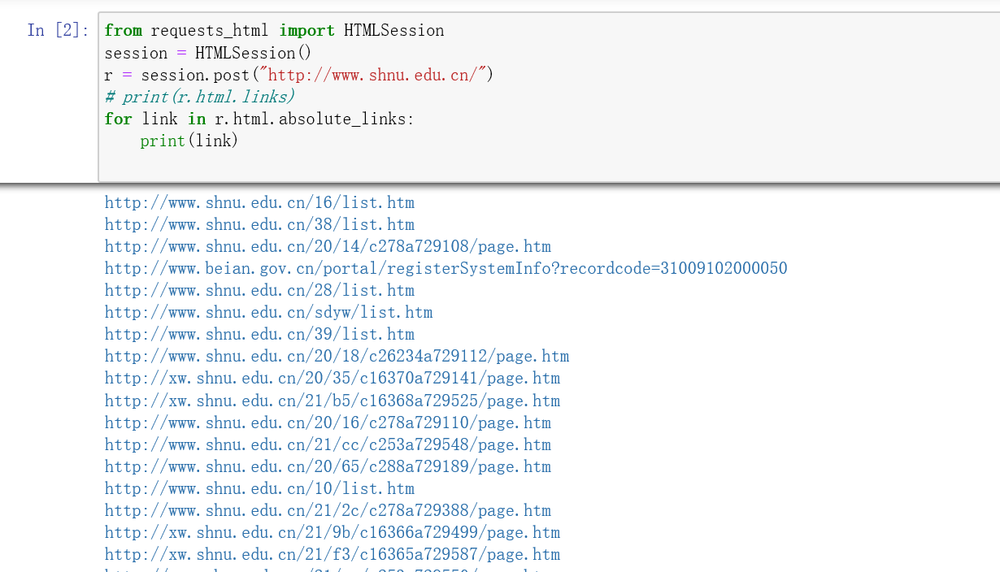 In [2]:
from requests_html import HTMLSession
session = HTMLSession()
r = session.post("http://www.shnu.edu.cn/")
# print(r.html.links)
for link in r.html.absolute_links:
    print(link)
http://www.shnu.edu.cn/16/list.htm
http://www.shnu.edu.cn/38/list.htm
http://www.shnu.edu.cn/20/14/c278a729108/page.htm
http://www.beian.gov.cn/portal/registerSystemInfo?recordcode=31009102000050
http://www.shnu.edu.cn/28/list.htm
http://www.shnu.edu.cn/sdyw/list.htm
http://www.shnu.edu.cn/39/list.htm
http://www.shnu.edu.cn/20/18/c26234a729112/page.htm
http://xw.shnu.edu.cn/20/35/c16370a729141/page.htm
http://xw.shnu.edu.cn/21/b5/c16368a729525/page.htm
http://www.shnu.edu.cn/20/16/c278a729110/page.htm
http://www.shnu.edu.cn/21/cc/c253a729548/page.htm
http://www.shnu.edu.cn/20/65/c288a729189/page.htm
http://www.shnu.edu.cn/10/list.htm
http://www.shnu.edu.cn/21/2c/c278a729388/page.htm
http://xw.shnu.edu.cn/21/9b/c16366a729499/page.htm
http://xw.shnu.edu.cn/21/f3/c16365a729587/page.htm